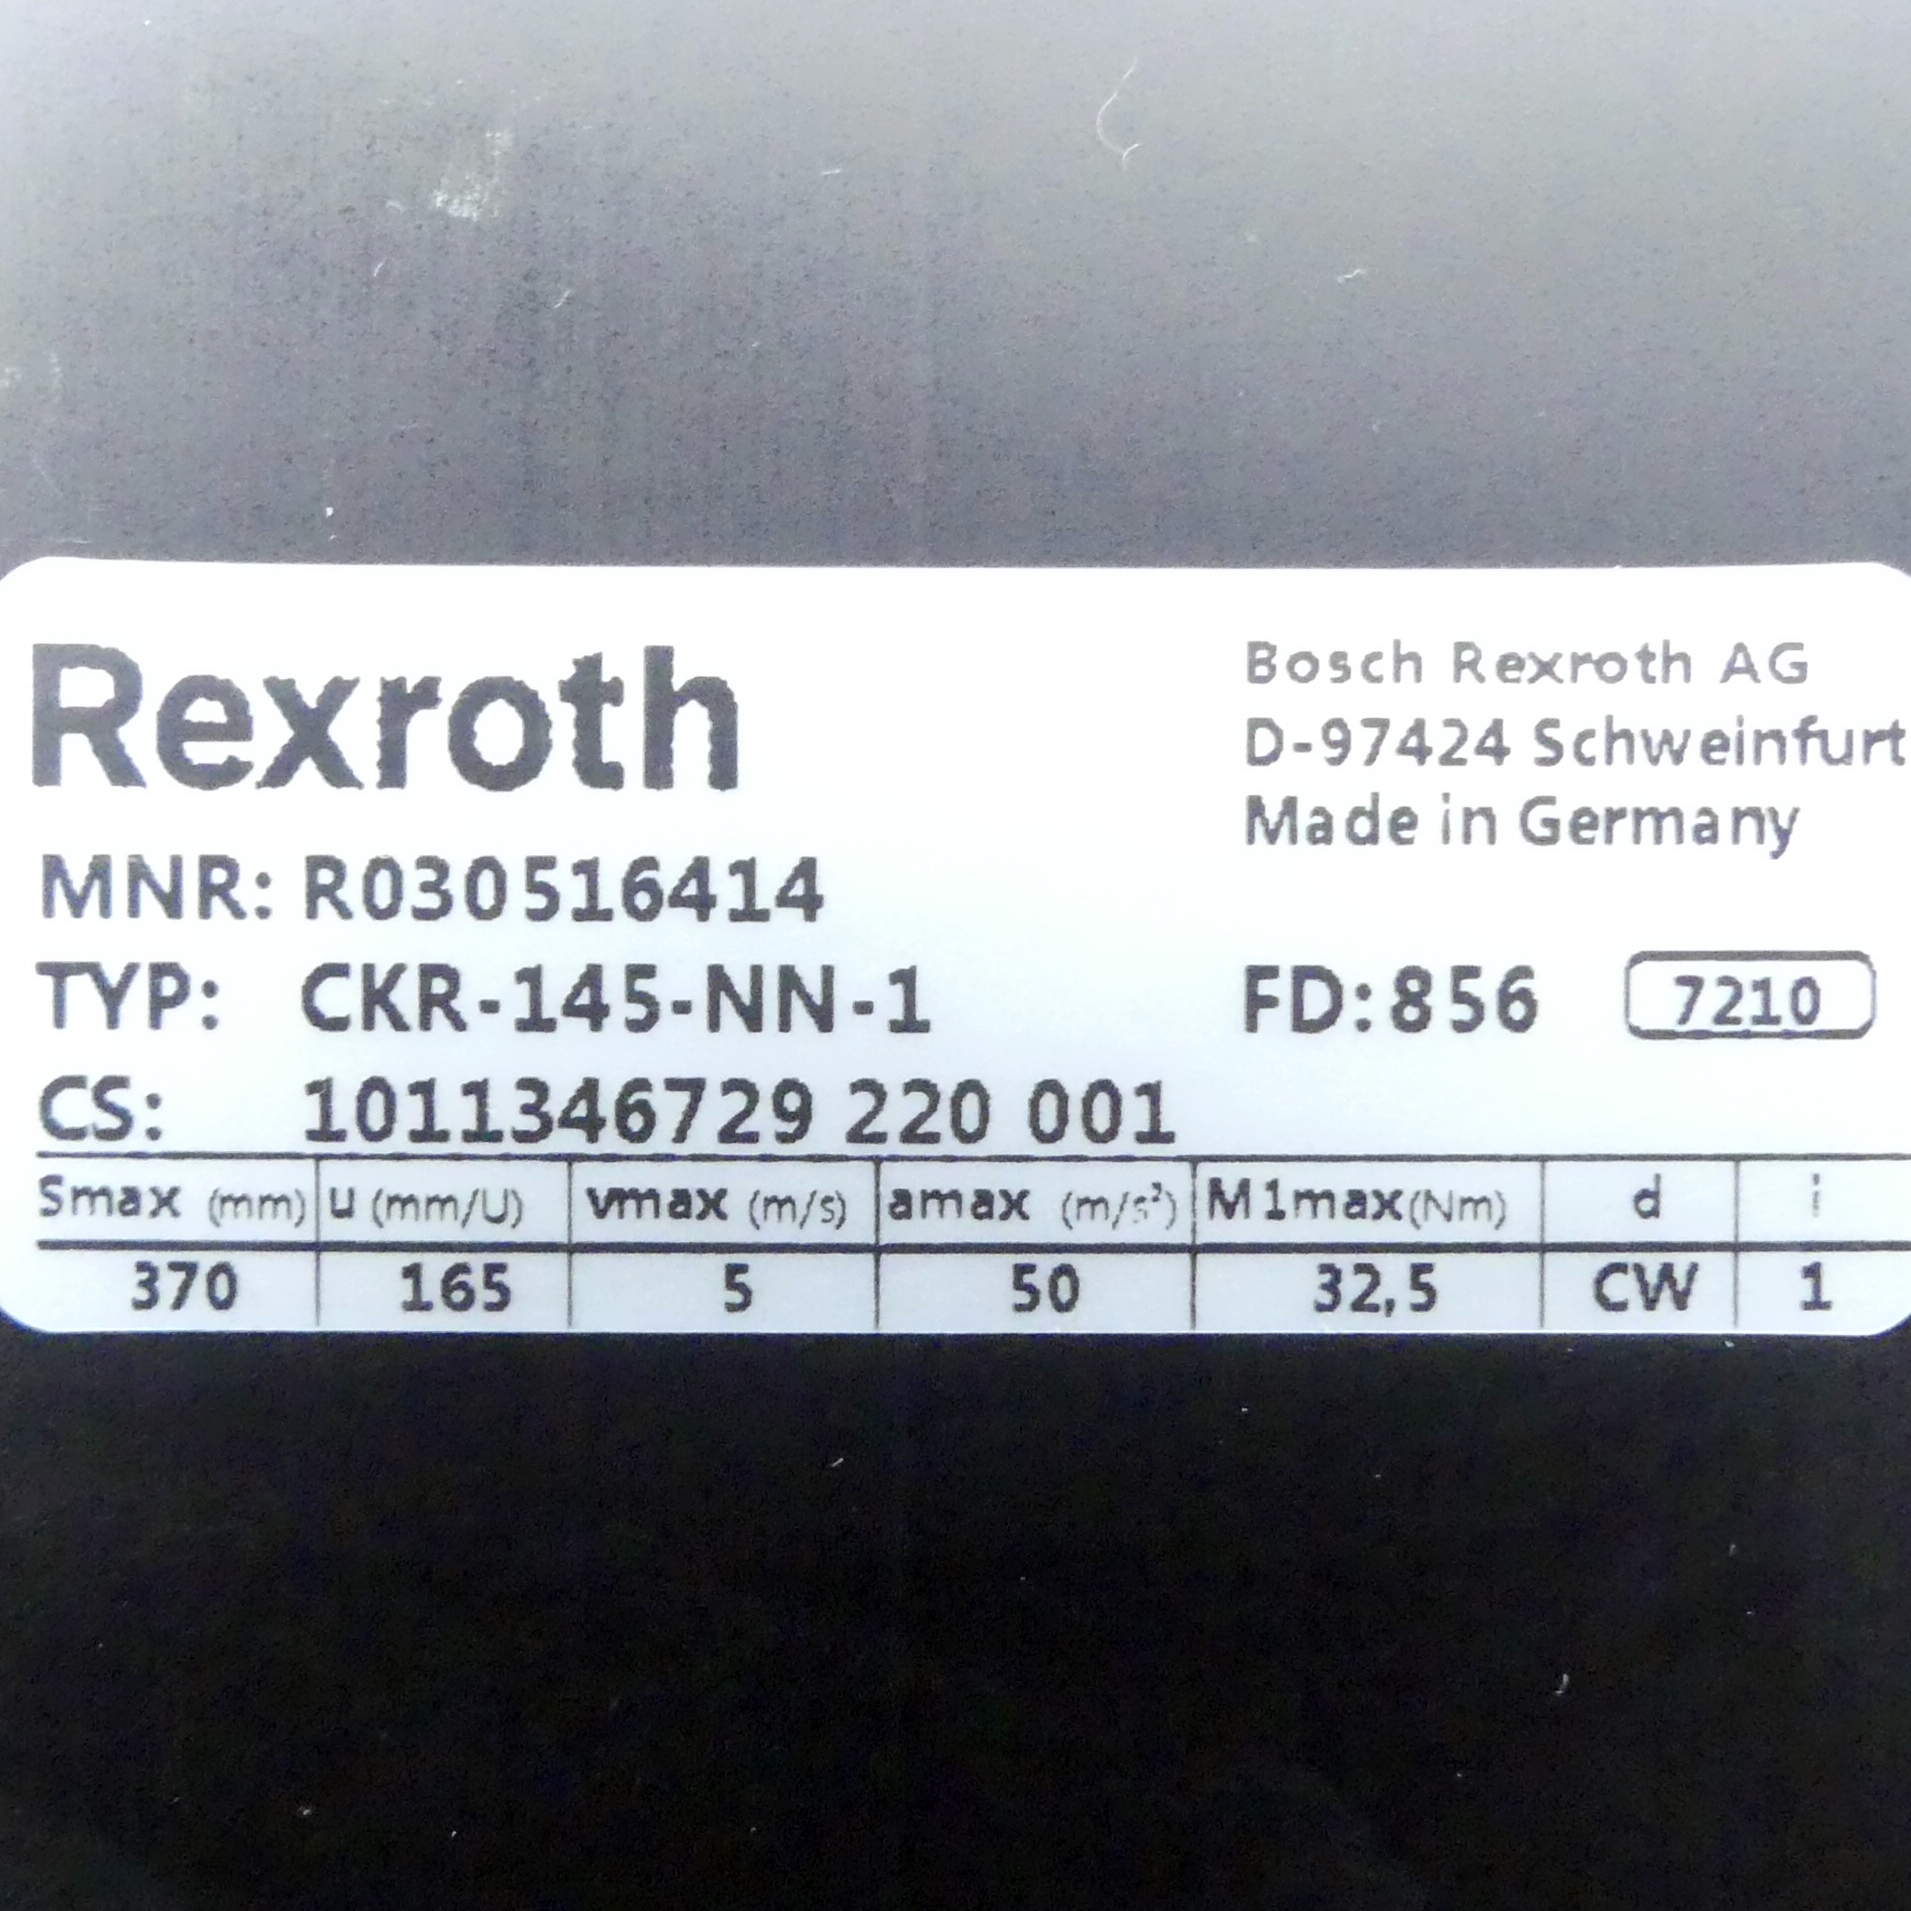 Rexroth
Bosch Rexroth AG
D-97424 Schweinfurt
Made in Germany
MNR: R030516414
TYP: CKR-145-NN-1 FD:856 7210
CS: 1011346729 220 001
Smax (mm) u (mm/U) vmax (m/s) amax (m/s²) M1max(Nm) d i
370 165 5 50 32,5 CW 1